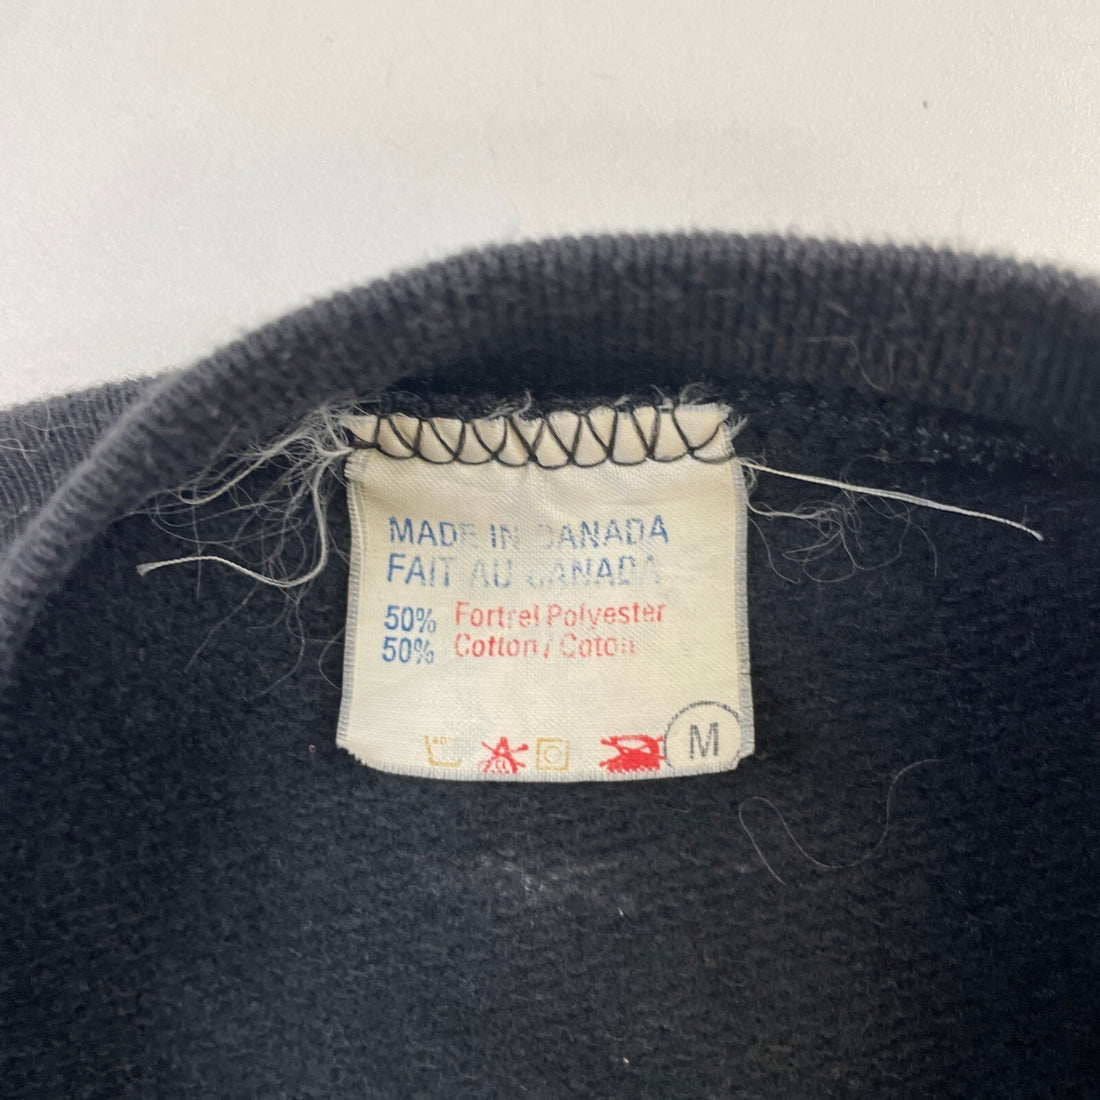 MADE IN CANADA
FAIT AU CANADA
50% Fortrel Polyester
50% Cotton / Coton
M